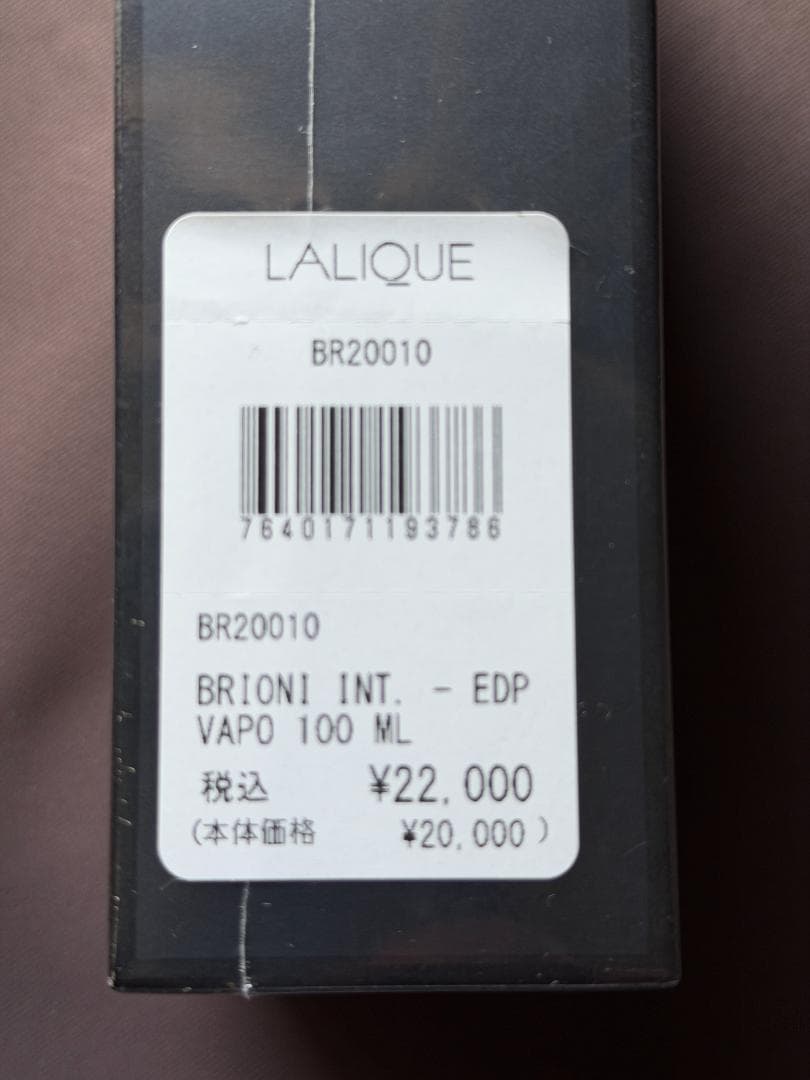 LALIQUE
BR20010
7640171193786
BR20010
BRIONI INT. - EDP
VAPO 100 ML
税込 ¥22,000
(本体価格 ¥20,000)